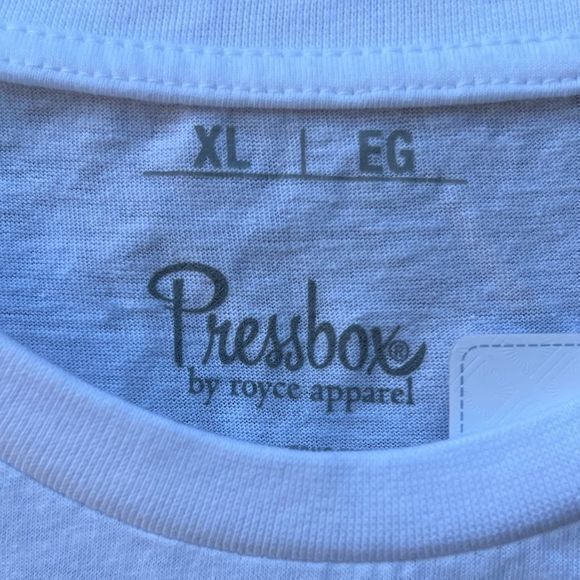 XL | EG
Pressbox®
by royce apparel